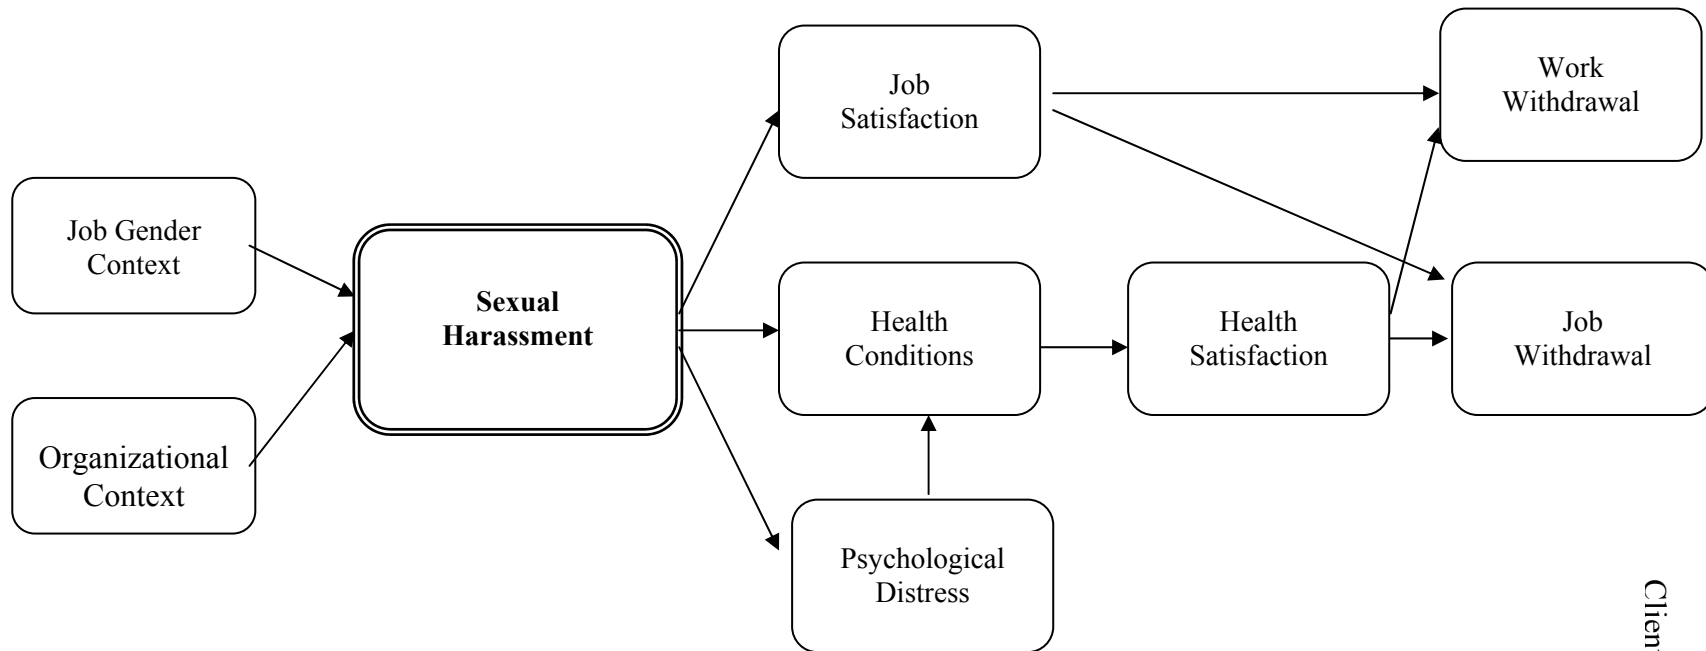 Job Gender
Context
Organizational
Context
Sexual
Harassment
Job
Satisfaction
Health
Conditions
Psychological
Distress
Health
Satisfaction
Work
Withdrawal
Job
Withdrawal
Client